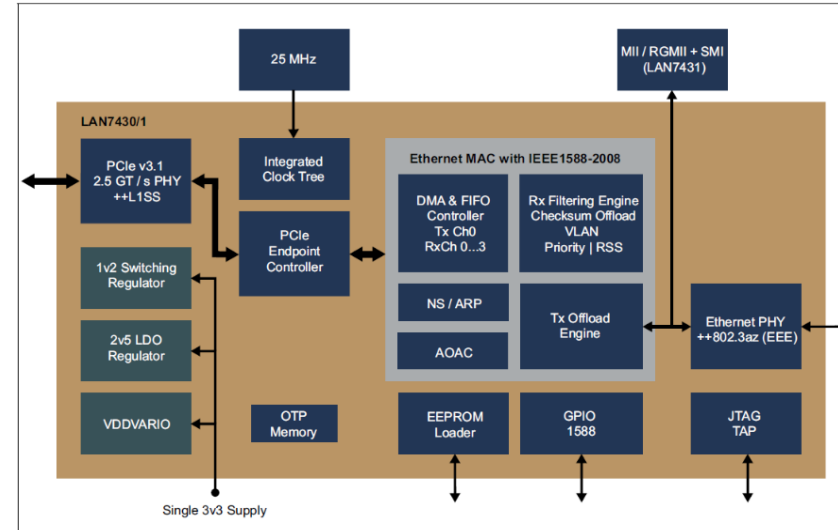 25 MHz
MII / RGMII + SMI
(LAN7431)
LAN7430/1
PCIe v3.1
2.5 GT / s PHY
++L1SS
Integrated
Clock Tree
Ethernet MAC with IEEE1588-2008
DMA & FIFO
Controller
Tx Ch0
RxCh 0...3
Rx Filtering Engine
Checksum Offload
VLAN
Priority | RSS
PCIe
Endpoint
Controller
1v2 Switching
Regulator
NS / ARP
Tx Offload
Engine
Ethernet PHY
++802.3az (EEE)
2v5 LDO
Regulator
AOAC
VDDVARIO
OTP
Memory
EEPROM
Loader
GPIO
1588
JTAG
TAP
Single 3v3 Supply